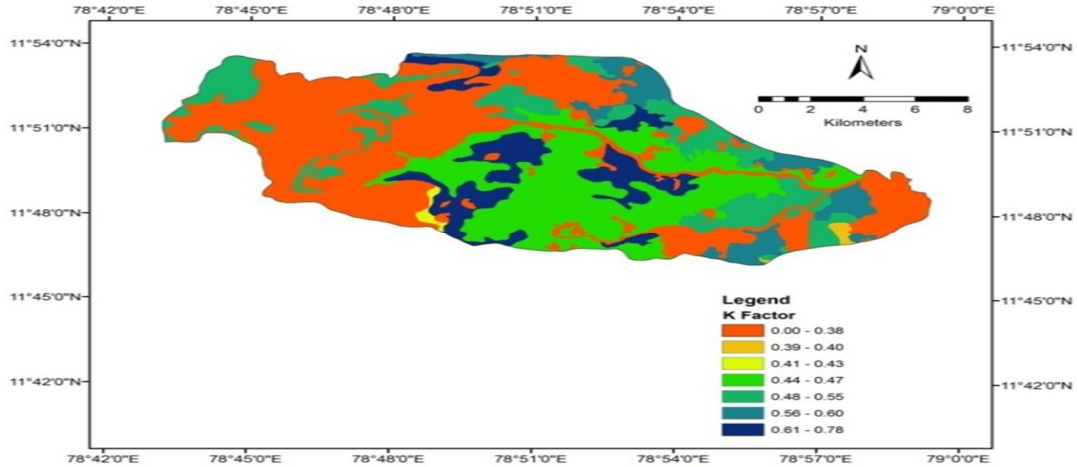 78°42'0"E 78°45'0"E 78°48'0"E 78°51'0"E 78°54'0"E 78°57'0"E 79°0'0"E
11°54'0"N 11°54'0"N
N
0 2 4 6 8
Kilometers
11°51'0"N 11°51'0"N
11°48'0"N 11°48'0"N
11°45'0"N 11°45'0"N
Legend
K Factor
0.00 - 0.38
0.39 - 0.40
0.41 - 0.43
11°42'0"N 0.44 - 0.47 11°42'0"N
0.48 - 0.55
0.56 - 0.60
0.61 - 0.78
78°42'0"E 78°45'0"E 78°48'0"E 78°51'0"E 78°54'0"E 78°57'0"E 79°0'0"E